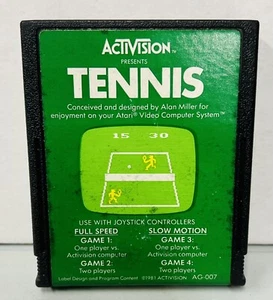 ACTIVISION™
PRESENTS
TENNIS
Conceived and designed by Alan Miller for
enjoyment on your Atari® Video Computer System™
15 30
USE WITH JOYSTICK CONTROLLERS
FULL SPEED SLOW MOTION
GAME 1: GAME 3:
One player vs. One player vs.
Activision computer Activision computer
GAME 2. GAME 4:
Two players Two players
Label Design and Program Content ©1981 ACTIVISION AG-007